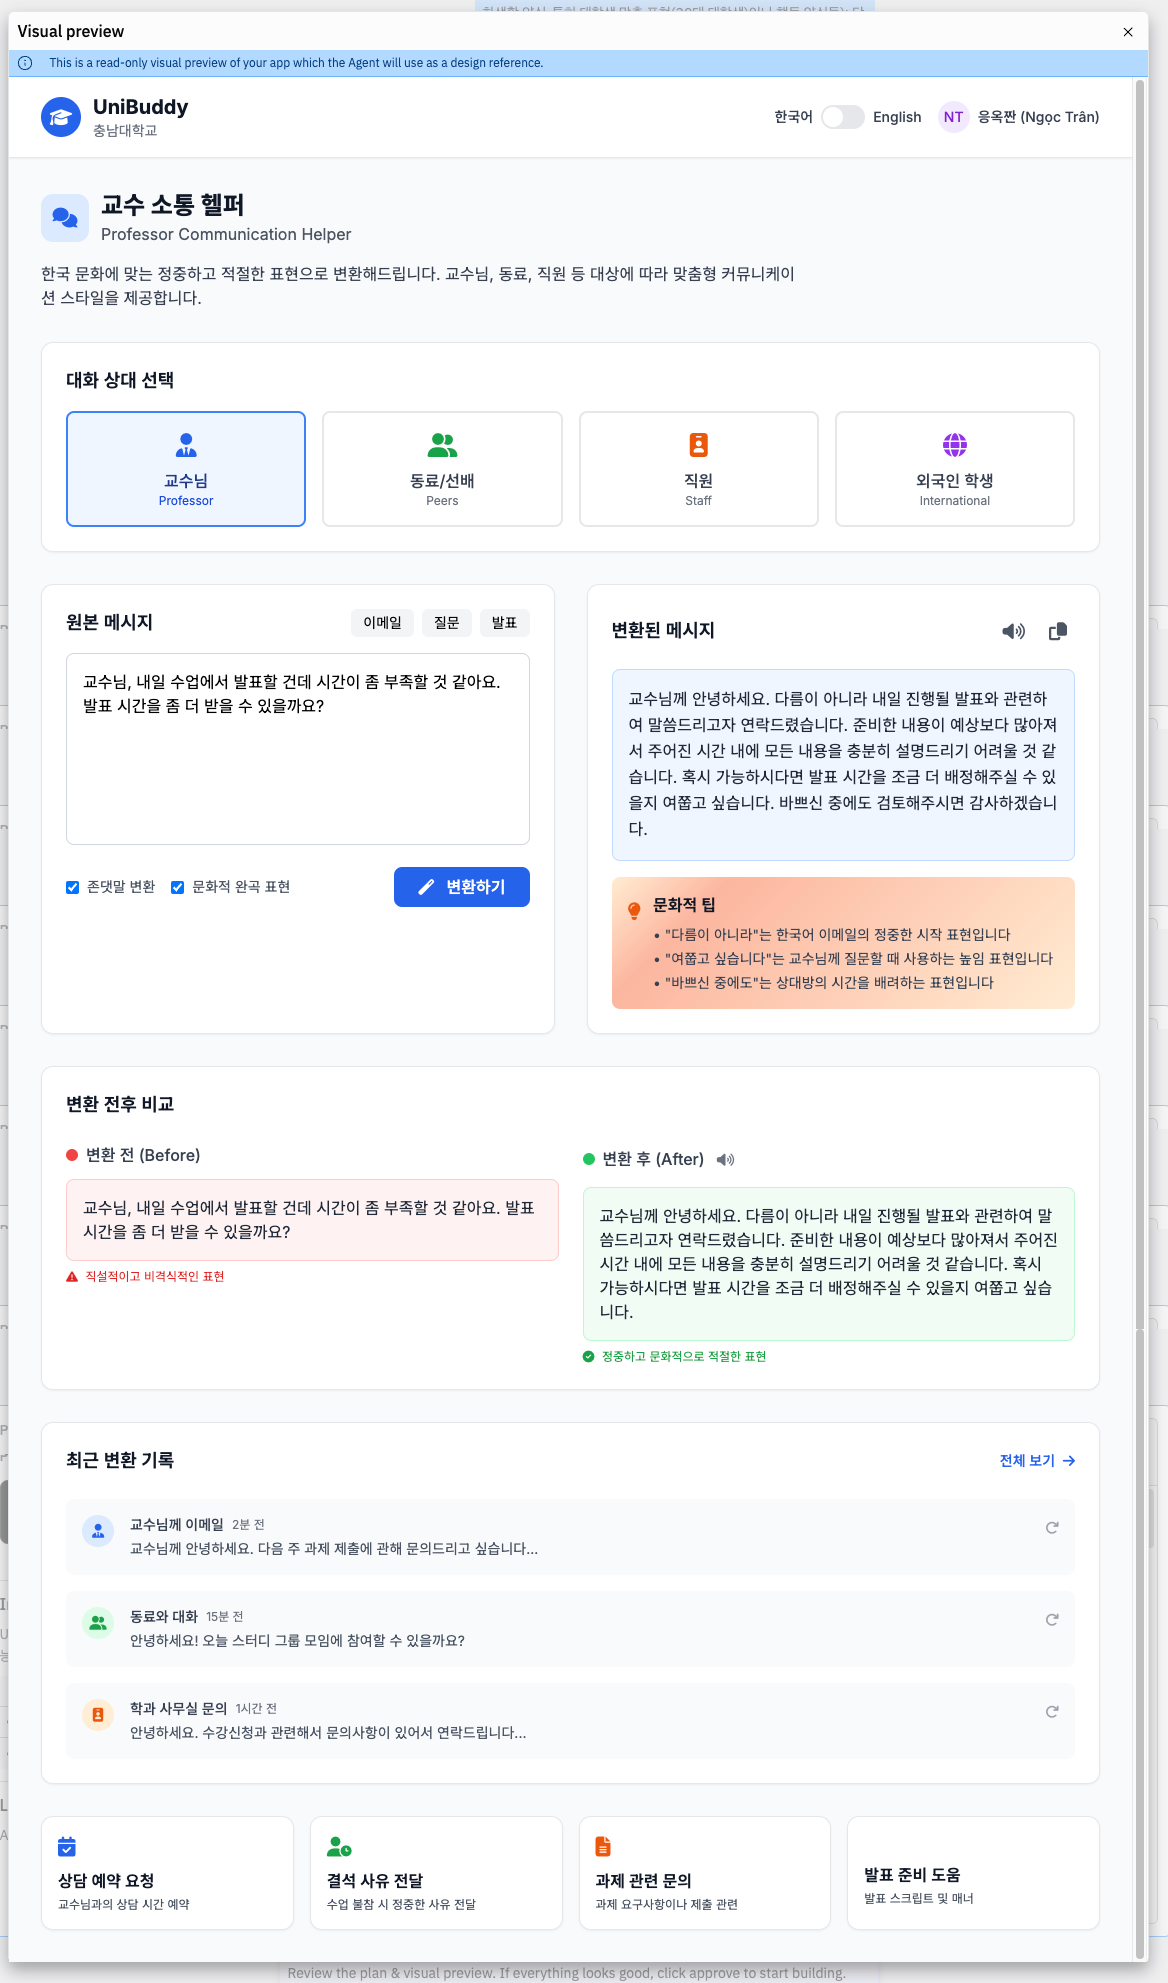 Visual preview
This is a read-only visual preview of your app which the Agent will use as a design reference.
UniBuddy
충남대학교
한국어
English
NT
응옥짠 (Ngọc Trân)
교수 소통 헬퍼
Professor Communication Helper
한국 문화에 맞는 정중하고 적절한 표현으로 변환해드립니다. 교수님, 동료, 직원 등 대상에 따라 맞춤형 커뮤니케이
션 스타일을 제공합니다.
대화 상대 선택
교수님
Professor
동료/선배
Peers
직원
Staff
외국인 학생
International
원본 메시지
이메일
질문
발표
교수님, 내일 수업에서 발표할 건데 시간이 좀 부족할 것 같아요.
발표 시간을 좀 더 받을 수 있을까요?
존댓말 변환
문화적 완곡 표현
변환하기
변환된 메시지
교수님께 안녕하세요. 다름이 아니라 내일 진행될 발표와 관련하
여 말씀드리고자 연락드렸습니다. 준비한 내용이 예상보다 많아져
서 주어진 시간 내에 모든 내용을 충분히 설명드리기 어려울 것 같
습니다. 혹시 가능하시다면 발표 시간을 조금 더 배정해주실 수 있
을지 여쭙고 싶습니다. 바쁘신 중에도 검토해주시면 감사하겠습니
다.
문화적 팁
• "다름이 아니라"는 한국어 이메일의 정중한 시작 표현입니다
• "여쭙고 싶습니다"는 교수님께 질문할 때 사용하는 높임 표현입니다
• "바쁘신 중에도"는 상대방의 시간을 배려하는 표현입니다
변환 전후 비교
변환 전 (Before)
교수님, 내일 수업에서 발표할 건데 시간이 좀 부족할 것 같아요. 발표
시간을 좀 더 받을 수 있을까요?
직설적이고 비격식적인 표현
변환 후 (After)
교수님께 안녕하세요. 다름이 아니라 내일 진행될 발표와 관련하여 말
씀드리고자 연락드렸습니다. 준비한 내용이 예상보다 많아져서 주어진
시간 내에 모든 내용을 충분히 설명드리기 어려울 것 같습니다. 혹시
가능하시다면 발표 시간을 조금 더 배정해주실 수 있을지 여쭙고 싶습
니다.
정중하고 문화적으로 적절한 표현
최근 변환 기록
전체 보기
교수님께 이메일 2분 전
교수님께 안녕하세요. 다음 주 과제 제출에 관해 문의드리고 싶습니다...
동료와 대화 15분 전
안녕하세요! 오늘 스터디 그룹 모임에 참여할 수 있을까요?
학과 사무실 문의 1시간 전
안녕하세요. 수강신청과 관련해서 문의사항이 있어서 연락드립니다...
상담 예약 요청
교수님과의 상담 시간 예약
결석 사유 전달
수업 불참 시 정중한 사유 전달
과제 관련 문의
과제 요구사항이나 제출 관련
발표 준비 도움
발표 스크립트 및 매너
Review the plan & visual preview. If everything looks good, click approve to start building.